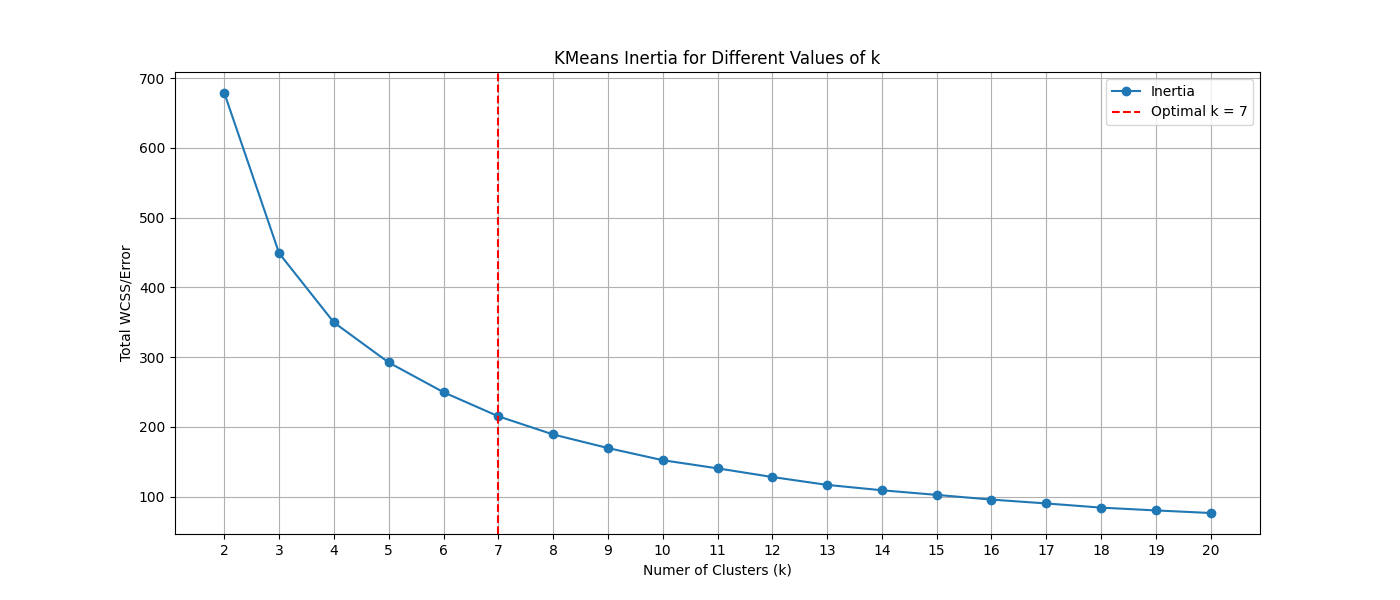 KMeans Inertia for Different Values of k
Total WCSS/Error
700
600
500
400
300
200
100
Inertia
Optimal k = 7
2 3 4 5 6 7 8 9 10 11 12 13 14 15 16 17 18 19 20
Numer of Clusters (k)